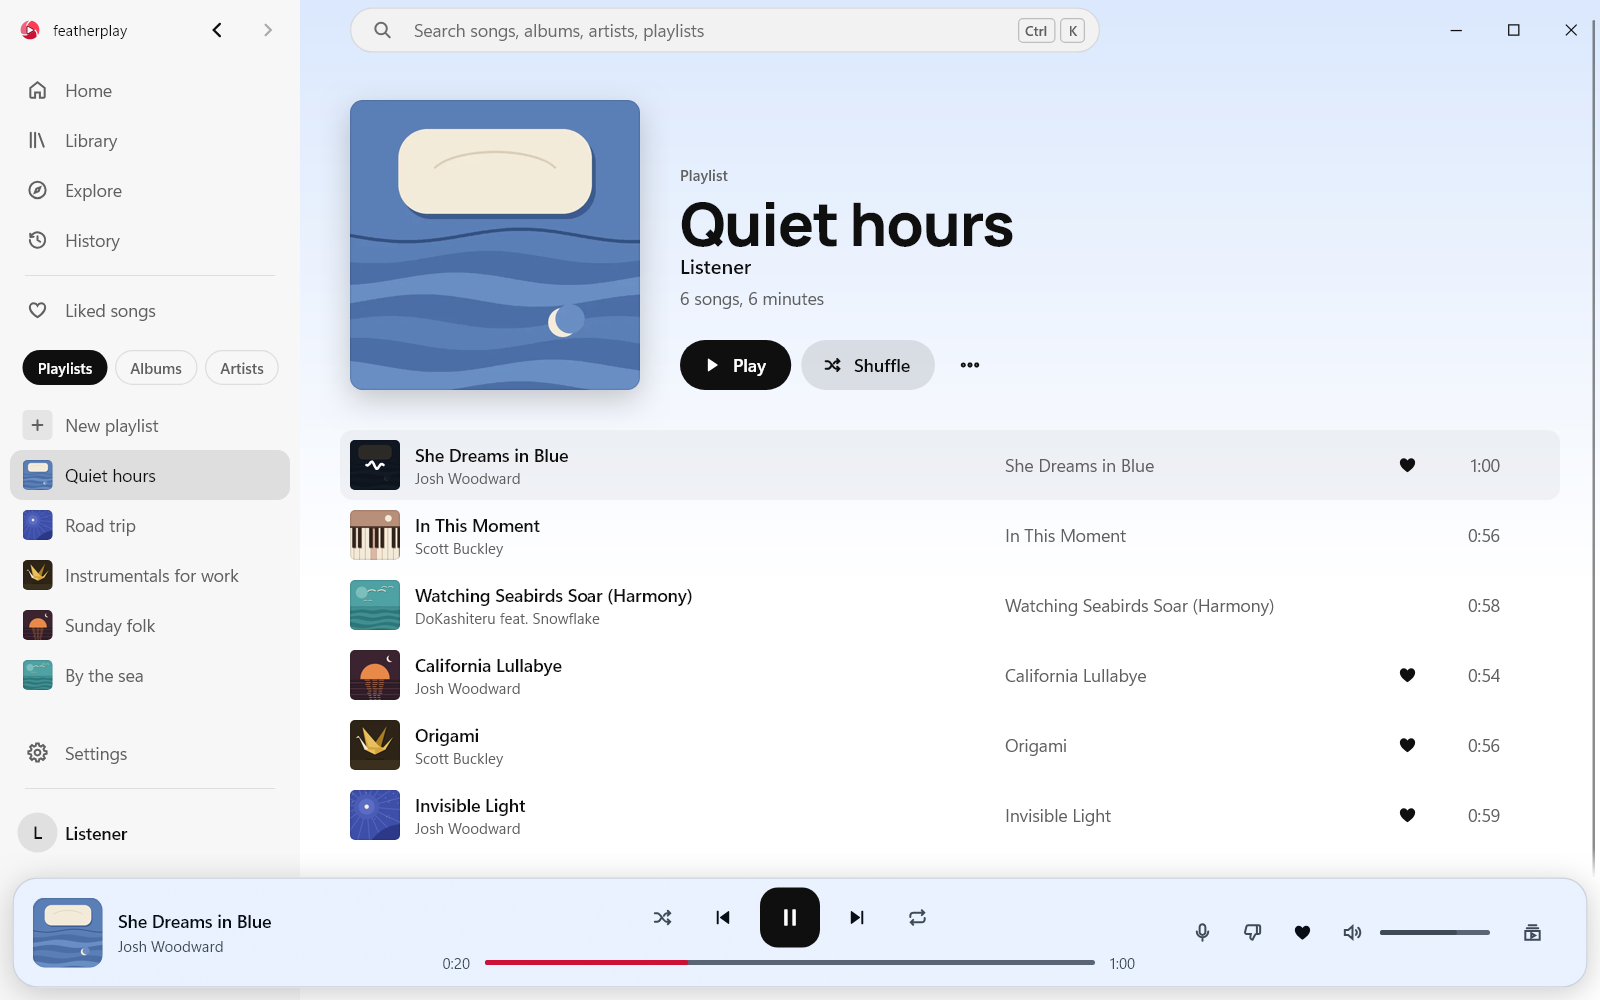 featherplay
Search songs, albums, artists, playlists
Ctrl
K
Home
Library
Explore
History
Liked songs
Playlists
Albums
Artists
New playlist
Quiet hours
Road trip
Instrumentals for work
Sunday folk
By the sea
Settings
L
Listener
Playlist
Quiet hours
Listener
6 songs, 6 minutes
Play
Shuffle
She Dreams in Blue
Josh Woodward
She Dreams in Blue
1:00
In This Moment
Scott Buckley
In This Moment
0:56
Watching Seabirds Soar (Harmony)
DoKashiteru feat. Snowflake
Watching Seabirds Soar (Harmony)
0:58
California Lullabye
Josh Woodward
California Lullabye
0:54
Origami
Scott Buckley
Origami
0:56
Invisible Light
Josh Woodward
Invisible Light
0:59
She Dreams in Blue
Josh Woodward
0:20
1:00